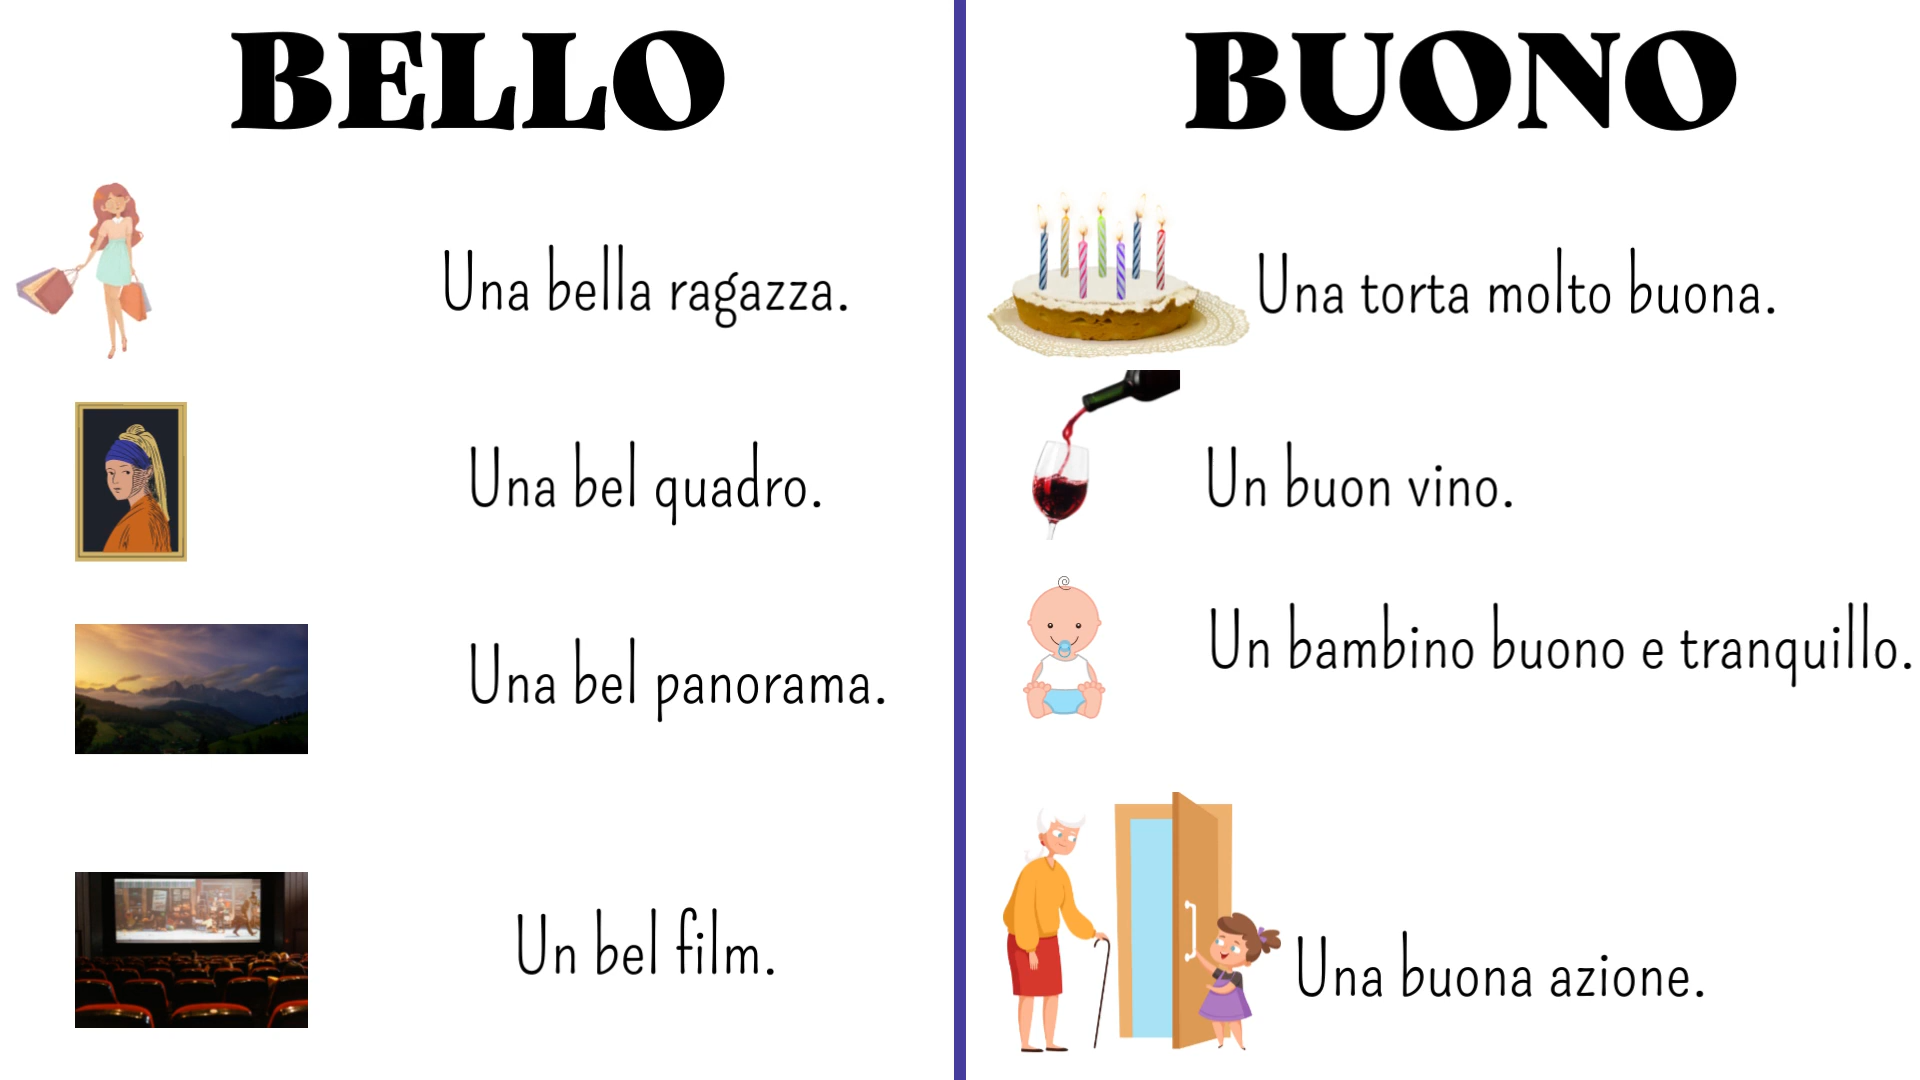 BELLO
Una bella ragazza.
Una bel quadro.
Una bel panorama.
Un bel film.
BUONO
Una torta molto buona.
Un buon vino.
Un bambino buono e tranquillo.
Una buona azione.